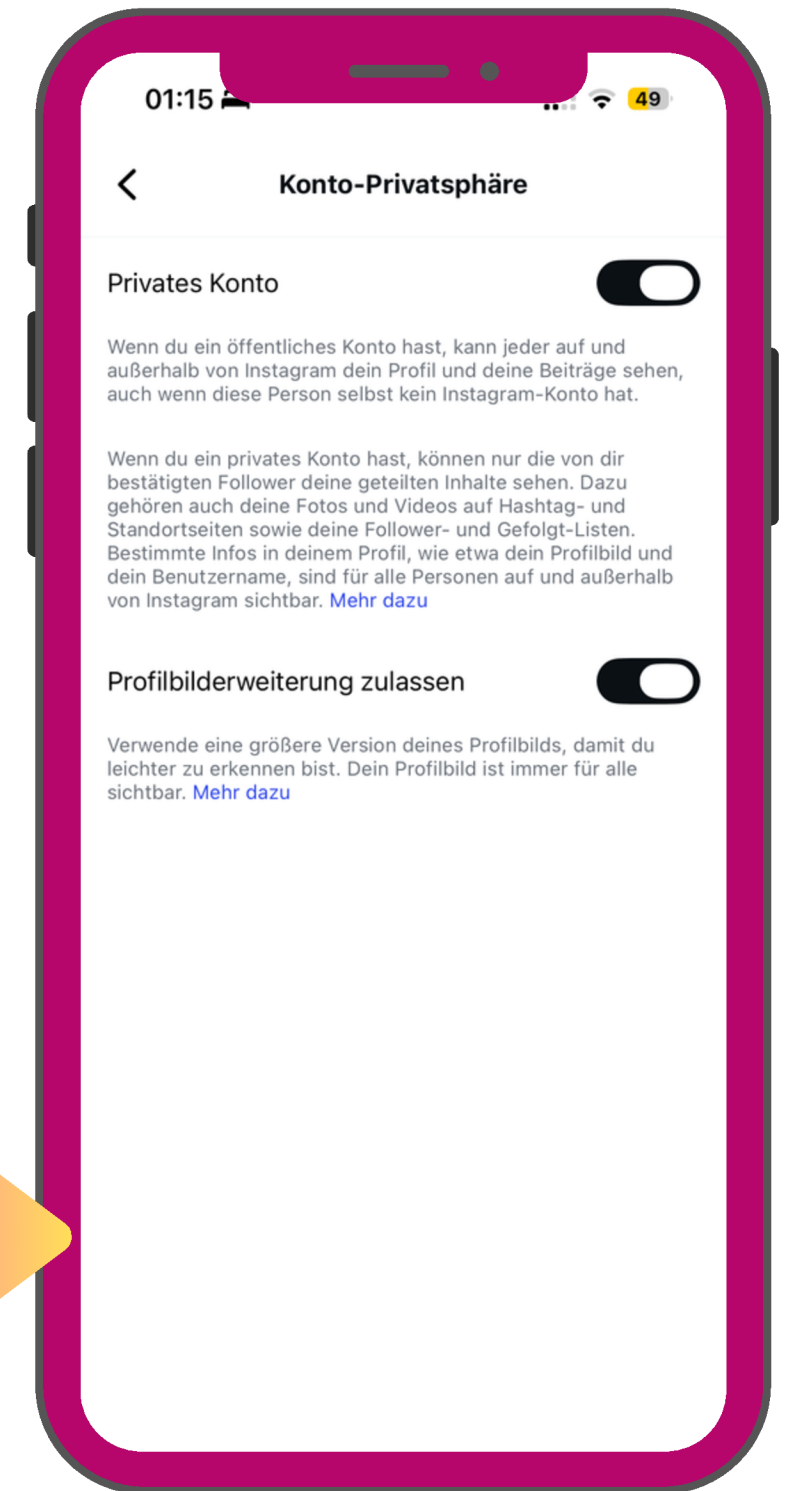 01:15
49
Konto-Privatsphäre
Privates Konto
Wenn du ein öffentliches Konto hast, kann jeder auf und
außerhalb von Instagram dein Profil und deine Beiträge sehen,
auch wenn diese Person selbst kein Instagram-Konto hat.
Wenn du ein privates Konto hast, können nur die von dir
bestätigten Follower deine geteilten Inhalte sehen. Dazu
gehören auch deine Fotos und Videos auf Hashtag- und
Standortseiten sowie deine Follower- und Gefolgt-Listen.
Bestimmte Infos in deinem Profil, wie etwa dein Profilbild und
dein Benutzername, sind für alle Personen auf und außerhalb
von Instagram sichtbar. Mehr dazu
Profilbilderweiterung zulassen
Verwende eine größere Version deines Profilbilds, damit du
leichter zu erkennen bist. Dein Profilbild ist immer für alle
sichtbar. Mehr dazu